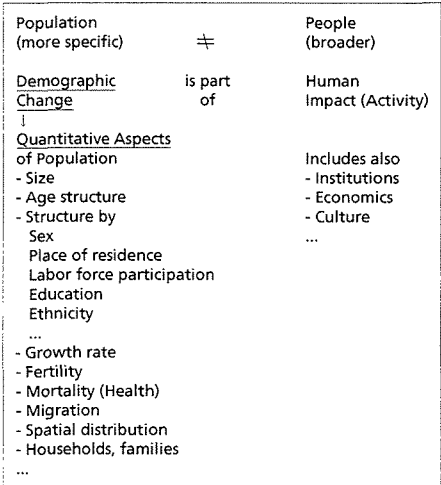 Population ≠ People
(more specific) (broader)
Demographic is part Human
Change of Impact (Activity)
↓
Quantitative Aspects
of Population Includes also
- Size - Institutions
- Age structure - Economics
- Structure by - Culture
Sex ...
Place of residence
Labor force participation
Education
Ethnicity
...
- Growth rate
- Fertility
- Mortality (Health)
- Migration
- Spatial distribution
- Households, families
...